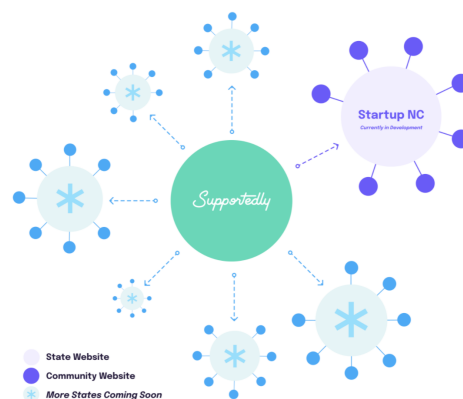 Startup NC
Currently in Development
Supportedly
State Website
Community Website
More States Coming Soon